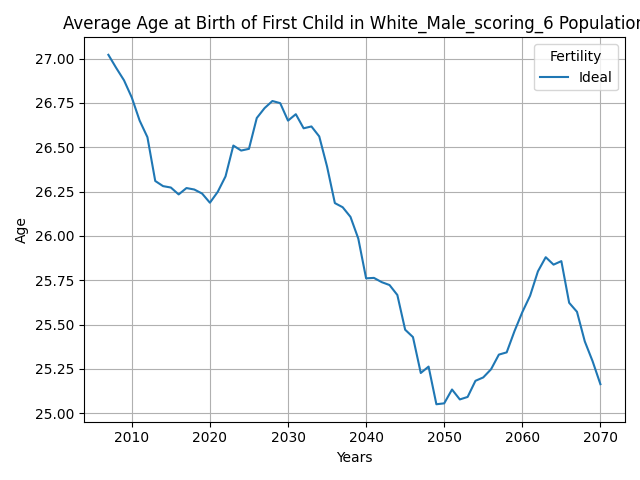 Average Age at Birth of First Child in White_Male_scoring_6 Population
Fertility
Ideal
27.00
26.75
26.50
26.25
26.00
25.75
25.50
25.25
25.00
Age
2010 2020 2030 2040 2050 2060 2070
Years